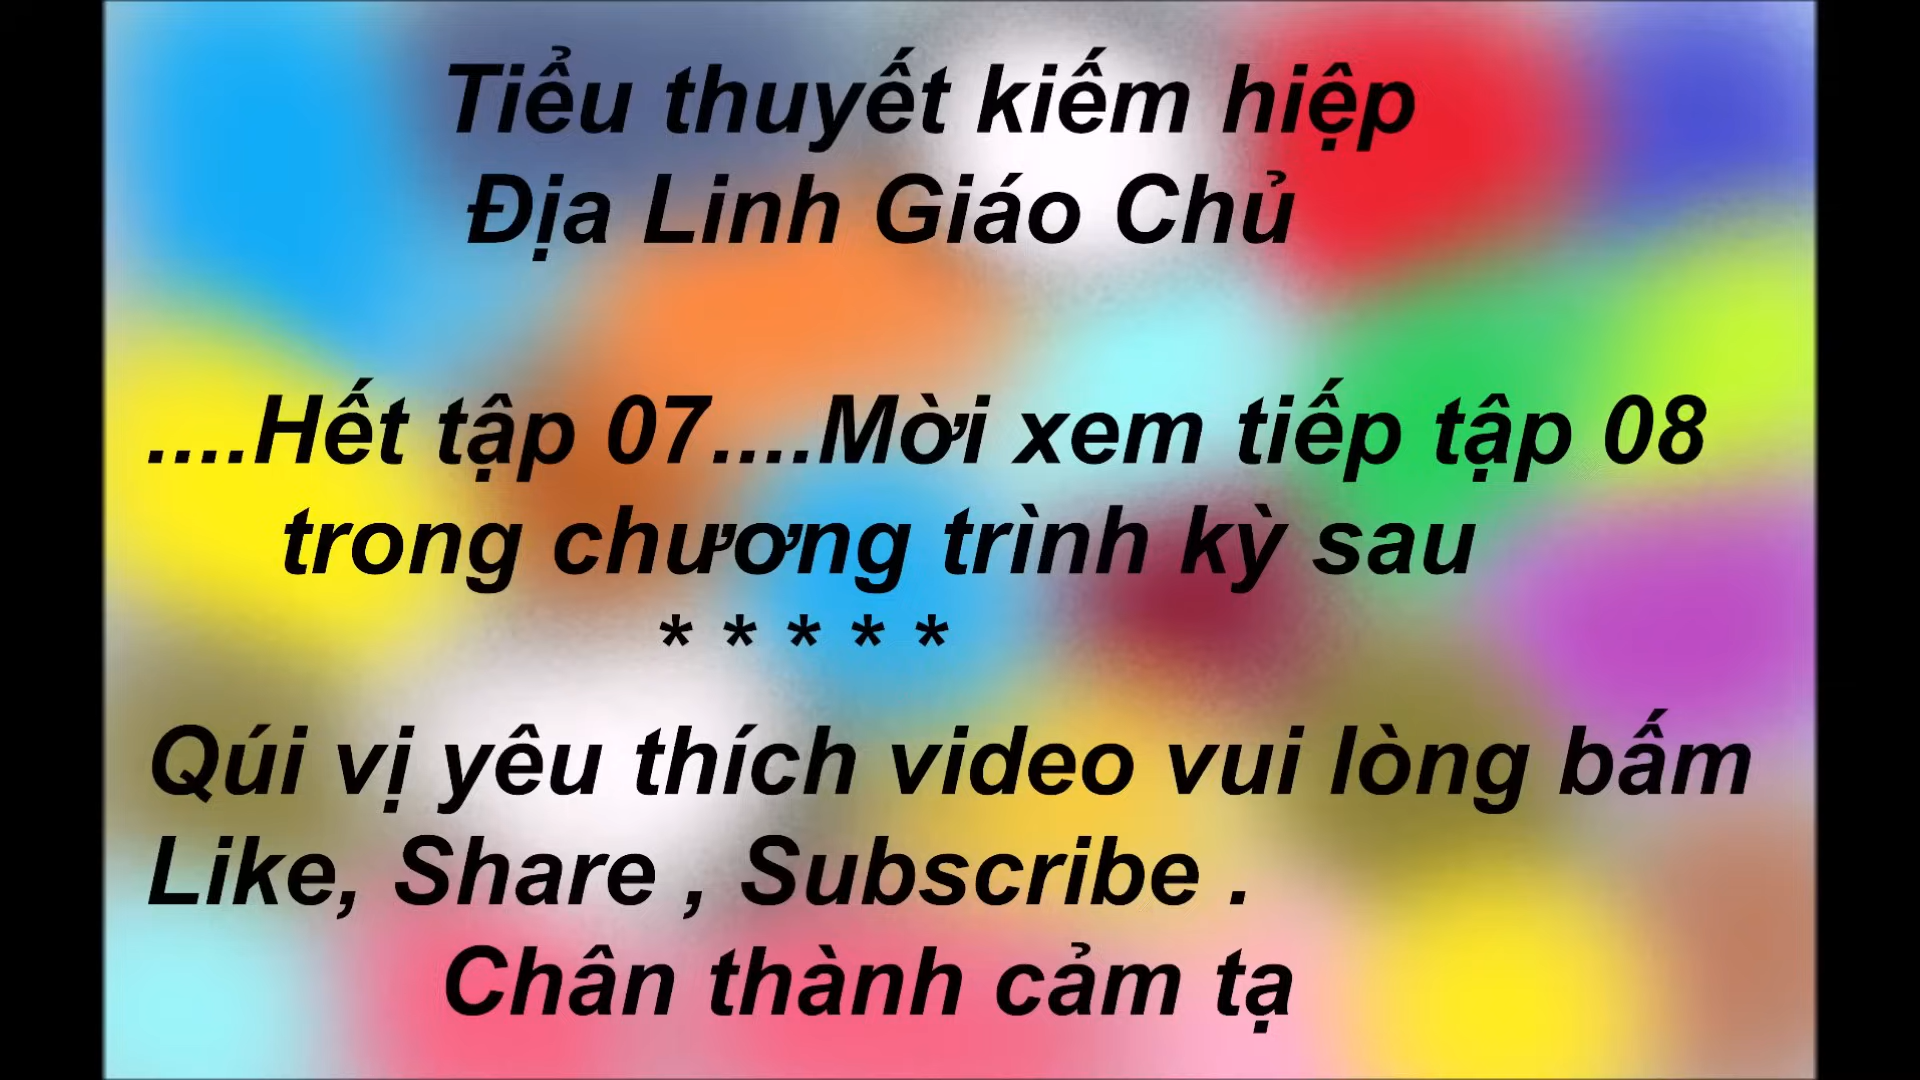 Tiểu thuyết kiếm hiệp
Địa Linh Giáo Chủ
....Hết tập 07....Mời xem tiếp tập 08
trong chương trình kỳ sau
* * * * *
Qúi vị yêu thích video vui lòng bấm
Like, Share , Subscribe .
Chân thành cảm tạ